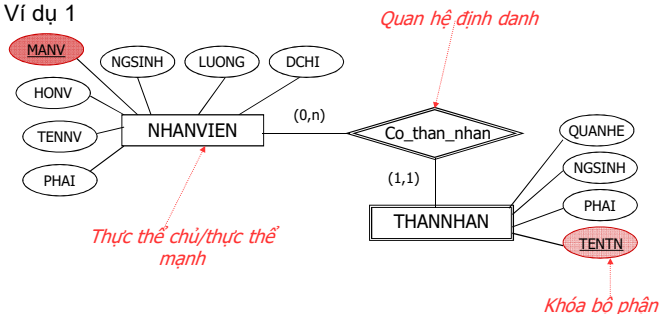 Ví dụ 1
Quan hệ định danh
MANV
NGSINH
LUONG
DCHI
HONV
TENNV
PHAI
NHANVIEN
(0,n)
Co_than_nhan
(1,1)
THANNHAN
QUANHE
NGSINH
PHAI
TENTN
Thực thể chủ/thực thể
mạnh
Khóa bộ phận